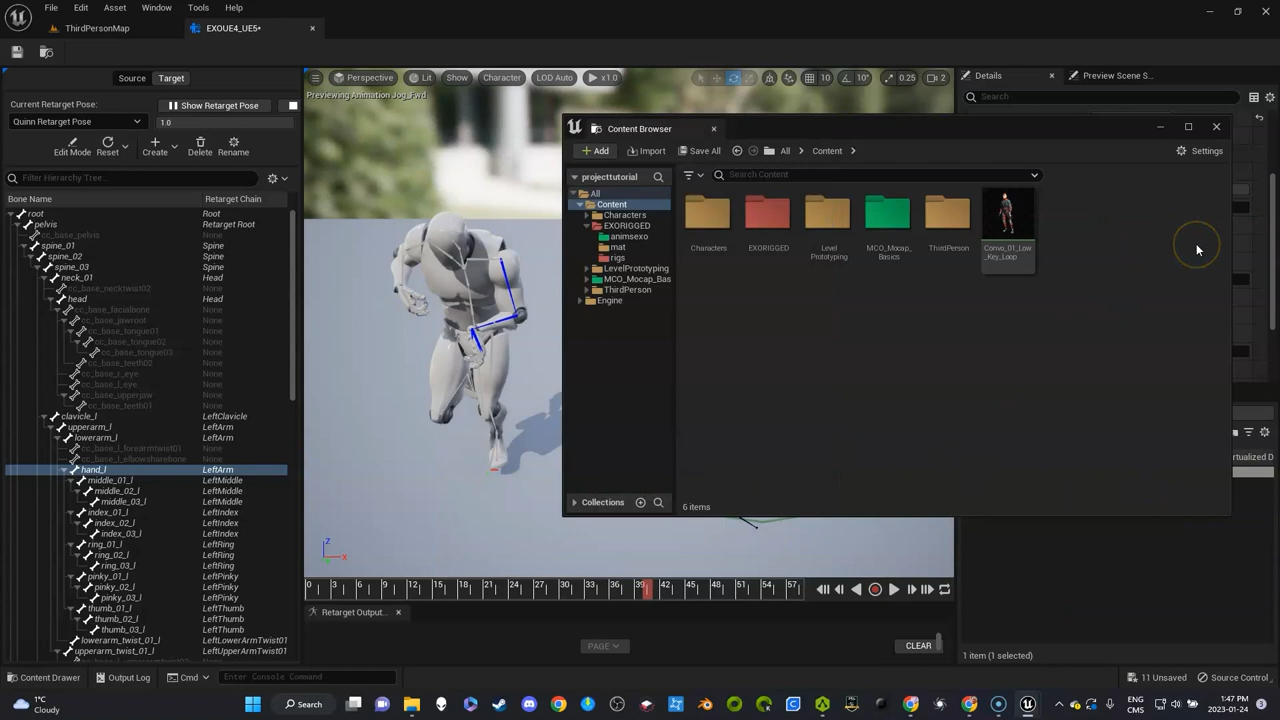 File Edit Asset Window Tools Help
ThirdPersonMap
EXOUE4_UE5*
Source Target
Current Retarget Pose: Show Retarget Pose
Quinn Retarget Pose 1.0
Edit Mode Reset Create Delete Rename
Filter Hierarchy Tree...
Bone Name Retarget Chain
root Root
pelvis Retarget Root
cc_base_pelvis None
spine_01 Spine
spine_02 Spine
spine_03 Spine
neck_01 Head
cc_base_necktwist02 None
head Head
cc_base_facialbone None
cc_base_jawroot None
cc_base_tongue01 None
cc_base_tongue02 None
cc_base_tongue03 None
cc_base_teeth02 None
cc_base_r_eye None
cc_base_l_eye None
cc_base_upperjaw None
cc_base_teeth01 None
clavicle_l LeftClavicle
upperarm_l LeftArm
lowerarm_l LeftArm
cc_base_l_forearmtwist01 None
cc_base_l_elbowsharebone None
hand_l LeftArm
middle_01_l LeftMiddle
middle_02_l LeftMiddle
middle_03_l LeftMiddle
index_01_l LeftIndex
index_02_l LeftIndex
index_03_l LeftIndex
ring_01_l LeftRing
ring_02_l LeftRing
ring_03_l LeftRing
pinky_01_l LeftPinky
pinky_02_l LeftPinky
pinky_03_l LeftPinky
thumb_01_l LeftThumb
thumb_02_l LeftThumb
thumb_03_l LeftThumb
lowerarm_twist_01_l LeftLowerArmTwist01
upperarm_twist_01_l LeftUpperArmTwist01
Perspective Lit Show Character LOD Auto x1.0 10 10° 0.25 2
Previewing Animation Jog_Fwd
Z
X
0 3 6 9 12 15 18 21 24 27 30 33 36 39 42 45 48 51 54 57
Retarget Output...
PAGE CLEAR
Content Browser
Add Import Save All All Content Settings
projecttutorial
Search Content
All
Content
Characters
EXORIGGED
animsexo
mat
rigs
LevelPrototyping
MCO_Mocap_Bas
ThirdPerson
Engine
Collections
Characters
EXORIGGED
Level
Prototyping
MCO_Mocap_
Basics
ThirdPerson
Convo_01_Low
_Key_Loop
6 items
Details Preview Scene S...
Search
1 item (1 selected)
Content Drawer Output Log Cmd Enter Console Command 11 Unsaved Source Control
1°C
Cloudy
Search
ENG
CMS
1:47 PM
2023-01-24